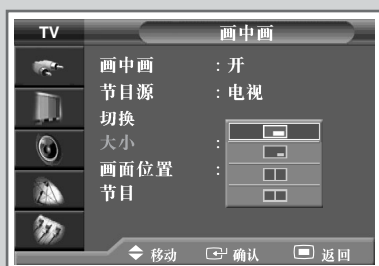 TV 画中画
画中画 : 开
节目源 : 电视
切换
大小 :
画面位置 :
节目
移动 确认 返回